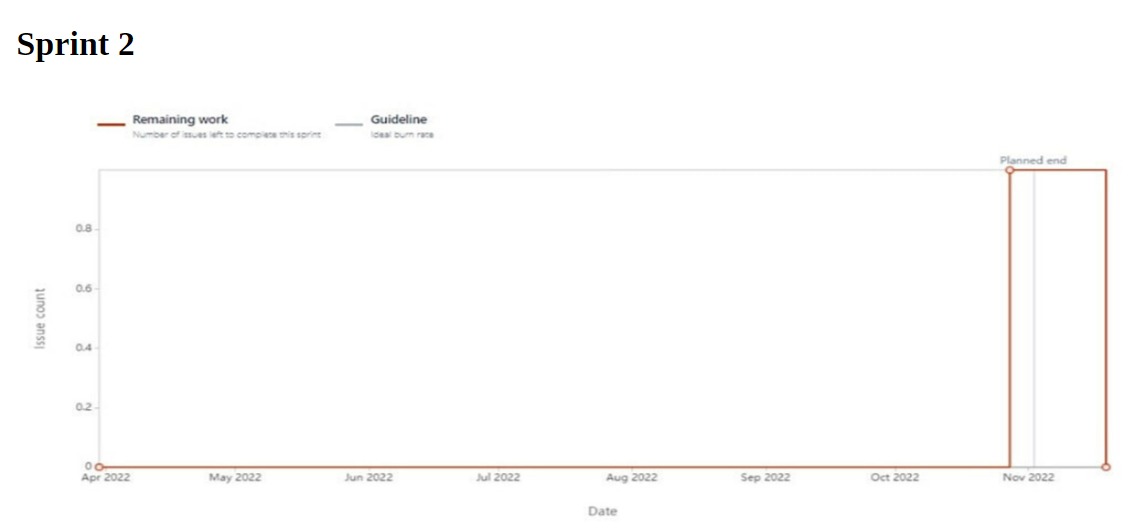 Sprint 2
Remaining work
Number of issues left to complete this sprint
Guideline
Ideal burn rate
Planned end
0.8
0.6
0.4
0.2
0
Issue count
Apr 2022
May 2022
Jun 2022
Jul 2022
Aug 2022
Sep 2022
Oct 2022
Nov 2022
Date